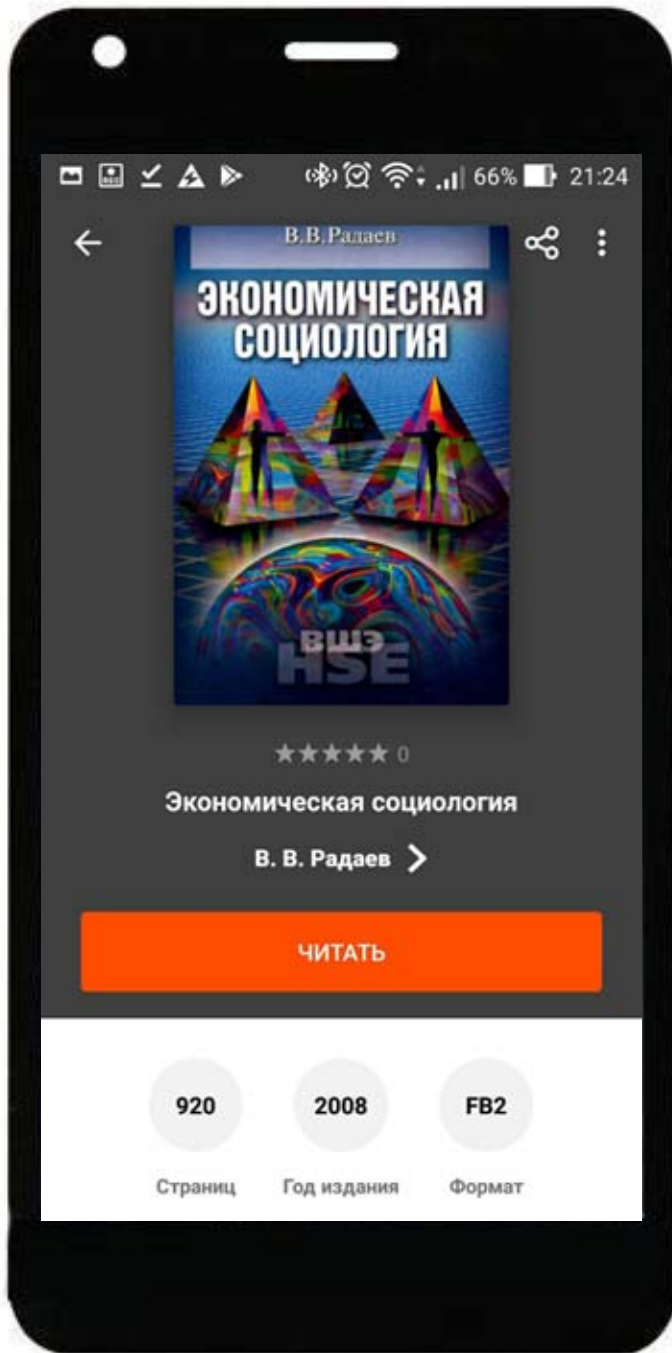 66% 21:24
В.В.Радаев
ЭКОНОМИЧЕСКАЯ
СОЦИОЛОГИЯ
ВШЭ
HSE
0
Экономическая социология
В. В. Радаев
ЧИТАТЬ
920 2008 FB2
Страниц Год издания Формат